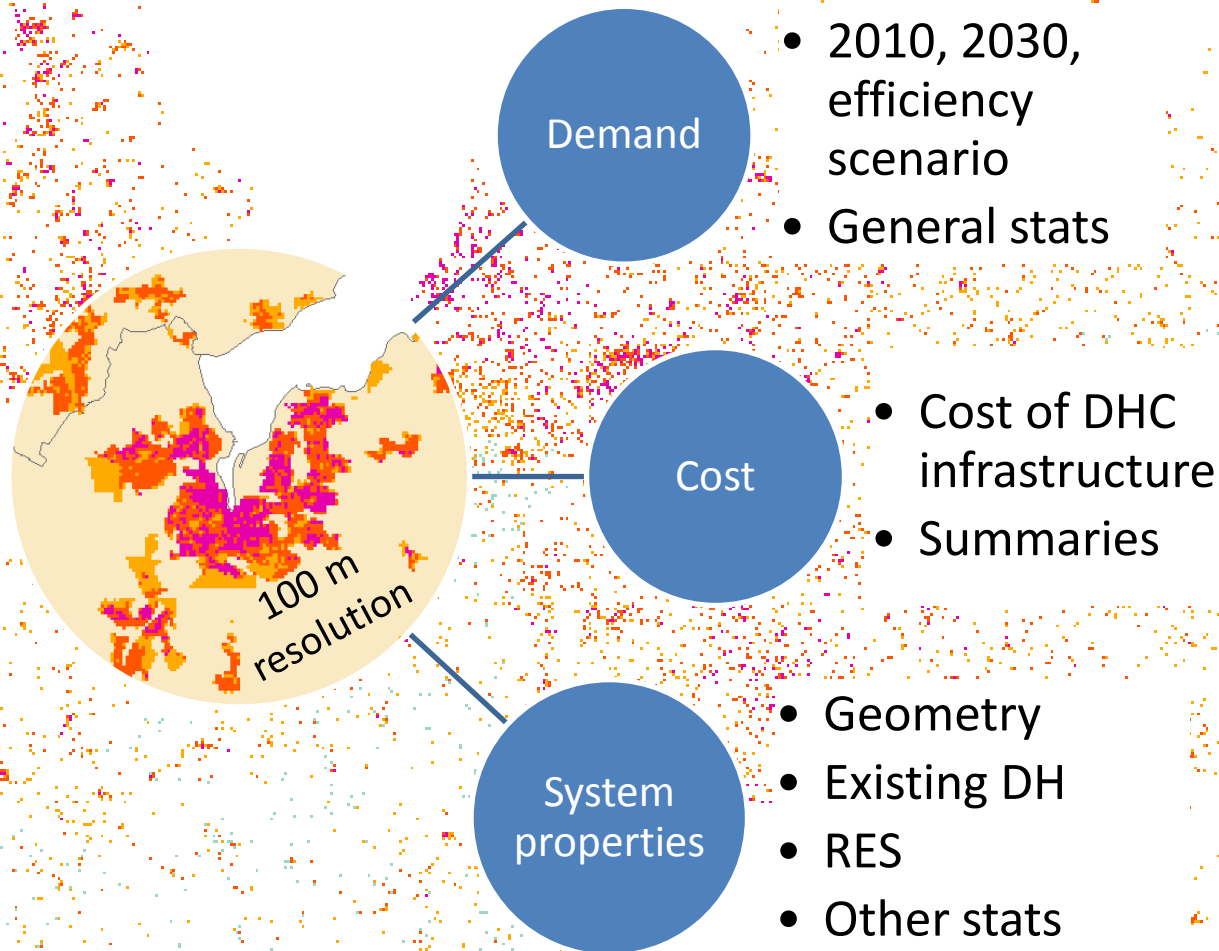 Demand
• 2010, 2030,
efficiency
scenario
• General stats
100 m
resolution
Cost
• Cost of DHC
infrastructure
• Summaries
System
properties
• Geometry
• Existing DH
• RES
• Other stats